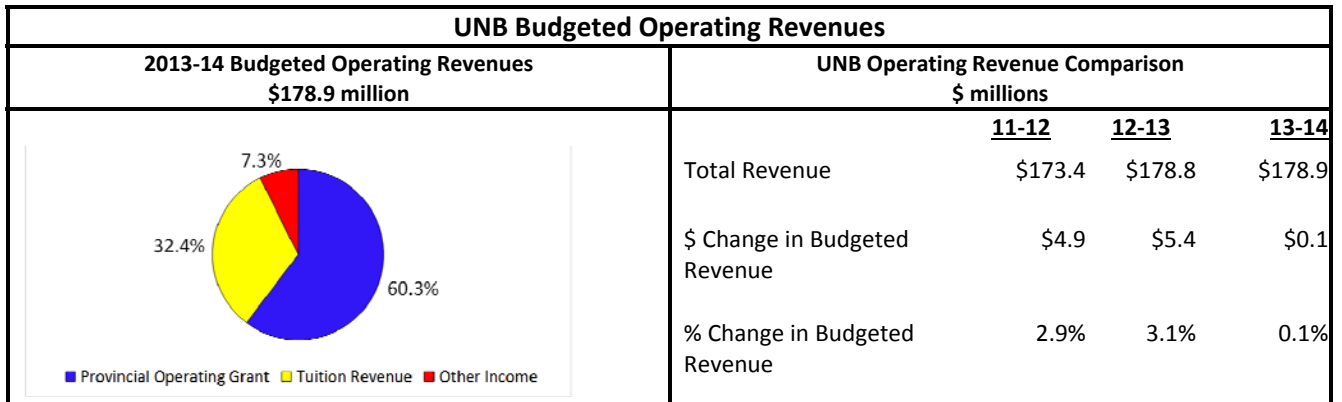 UNB Budgeted Operating Revenues
2013-14 Budgeted Operating Revenues
$178.9 million
UNB Operating Revenue Comparison
$ millions
7.3%
32.4%
60.3%
Provincial Operating Grant Tuition Revenue Other Income
11-12 12-13 13-14
Total Revenue $173.4 $178.8 $178.9
$ Change in Budgeted $4.9 $5.4 $0.1
Revenue
% Change in Budgeted 2.9% 3.1% 0.1%
Revenue